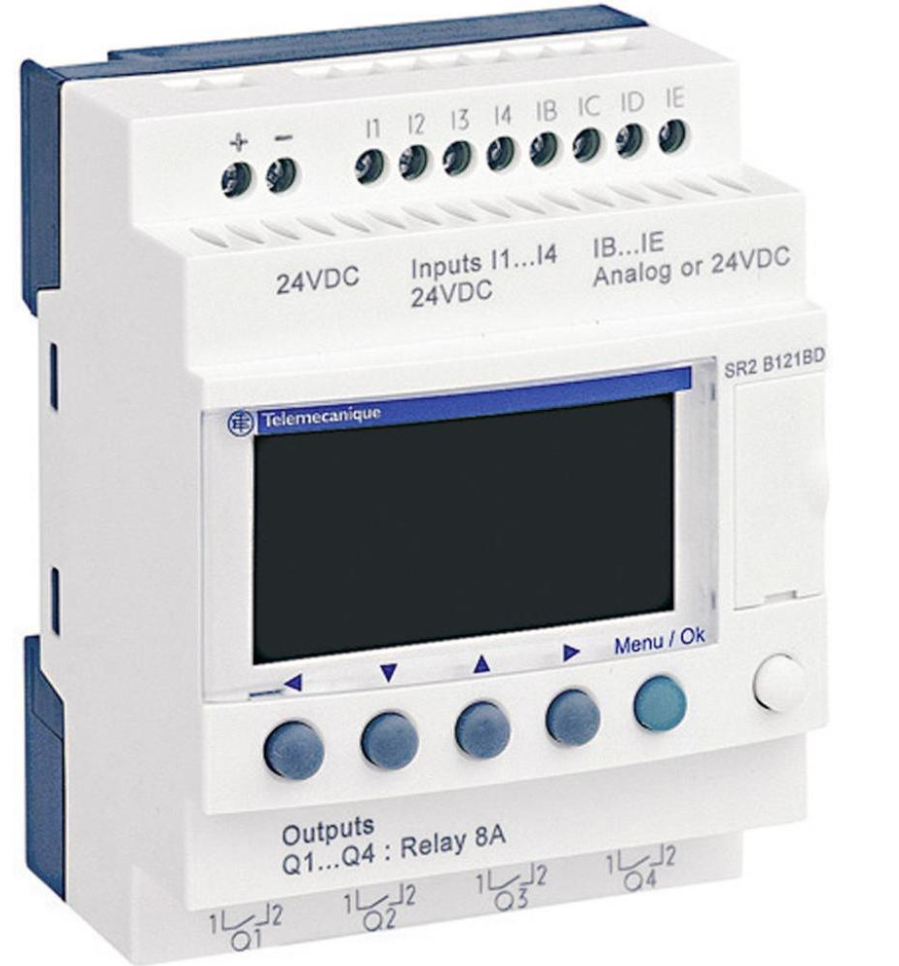 + −
I1 I2 I3 I4 IB IC ID IE
24VDC
Inputs I1...I4
24VDC
IB...IE
Analog or 24VDC
SR2 B121BD
Telemecanique
◄ ▼ ▲ ► Menu / Ok
Outputs
Q1...Q4 : Relay 8A
1 2 1 2 1 2 1 2
Q1 Q2 Q3 Q4